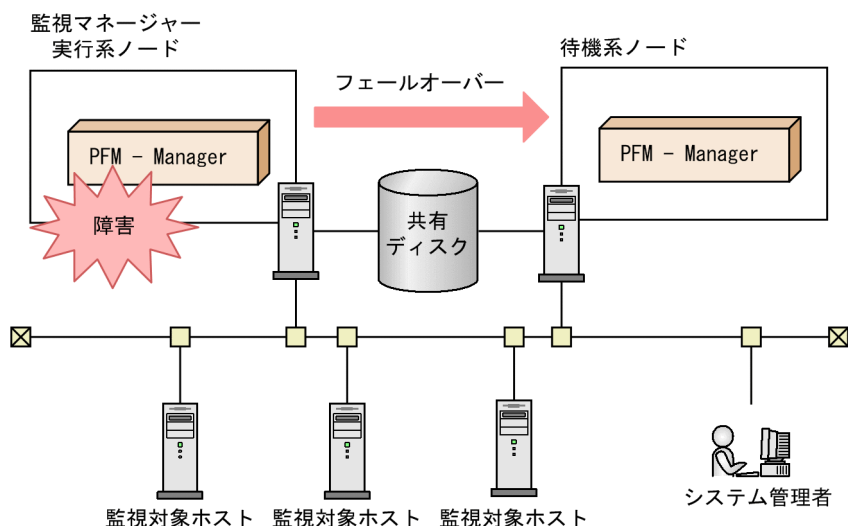 監視マネージャー
実行系ノード
待機系ノード
フェールオーバー
PFM - Manager
PFM - Manager
障害
共有
ディスク
監視対象ホスト
監視対象ホスト
監視対象ホスト
システム管理者